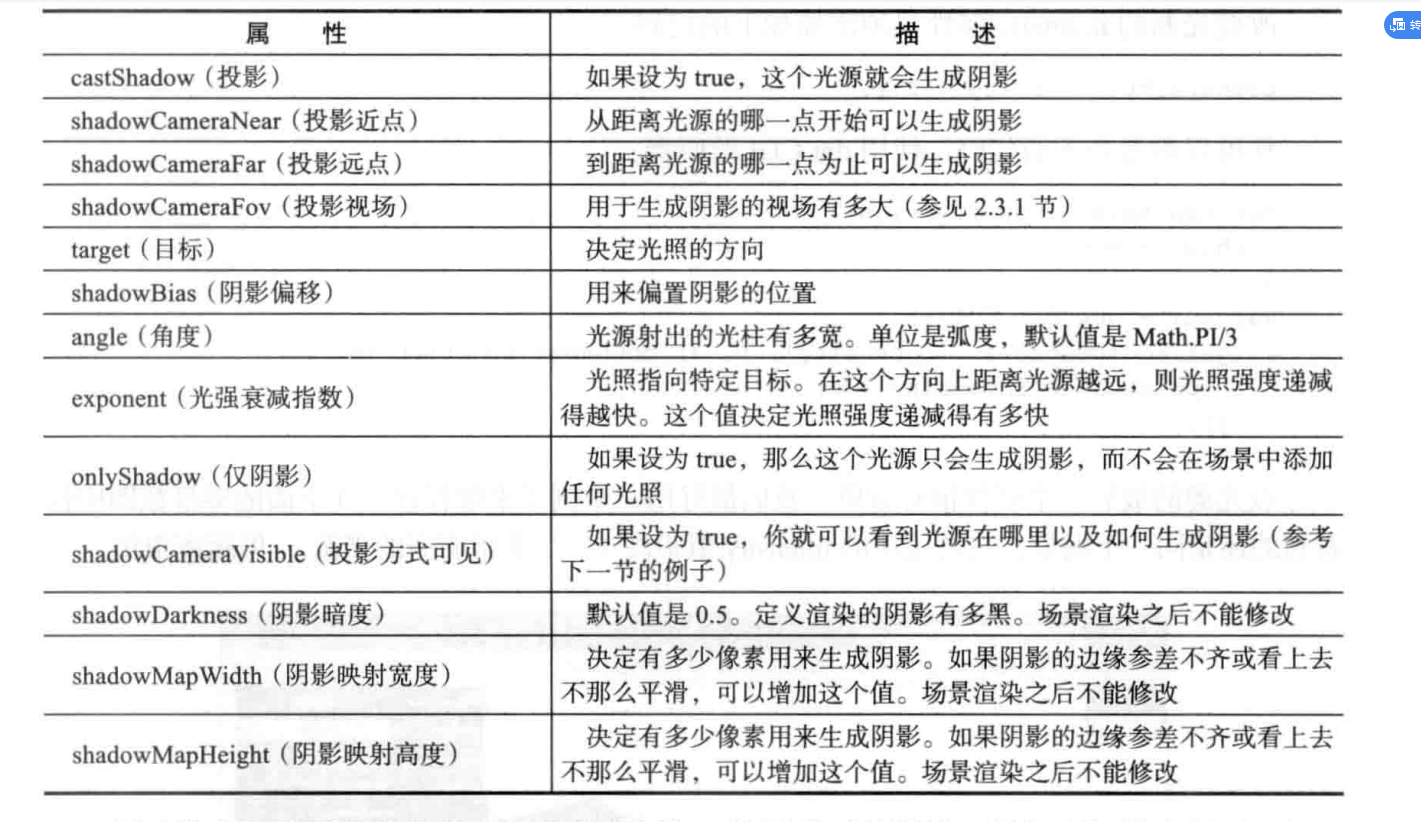 属 性 描 述
转
castShadow（投影） 如果设为 true，这个光源就会生成阴影
shadowCameraNear（投影近点） 从距离光源的哪一点开始可以生成阴影
shadowCameraFar（投影远点） 到距离光源的哪一点为止可以生成阴影
shadowCameraFov（投影视场） 用于生成阴影的视场有多大（参见 2.3.1 节）
target（目标） 决定光照的方向
shadowBias（阴影偏移） 用来偏置阴影的位置
angle（角度） 光源射出的光柱有多宽。单位是弧度，默认值是 Math.PI/3
exponent（光强衰减指数） 光照指向特定目标。在这个方向上距离光源越远，则光照强度递减
得越快。这个值决定光照强度递减得有多快
onlyShadow（仅阴影） 如果设为 true，那么这个光源只会生成阴影，而不会在场景中添加
任何光照
shadowCameraVisible（投影方式可见） 如果设为 true，你就可以看到光源在哪里以及如何生成阴影（参考
下一节的例子）
shadowDarkness（阴影暗度） 默认值是 0.5。定义渲染的阴影有多黑。场景渲染之后不能修改
shadowMapWidth（阴影映射宽度） 决定有多少像素用来生成阴影。如果阴影的边缘参差不齐或看上去
不那么平滑，可以增加这个值。场景渲染之后不能修改
shadowMapHeight（阴影映射高度） 决定有多少像素用来生成阴影。如果阴影的边缘参差不齐或看上去
不那么平滑，可以增加这个值。场景渲染之后不能修改